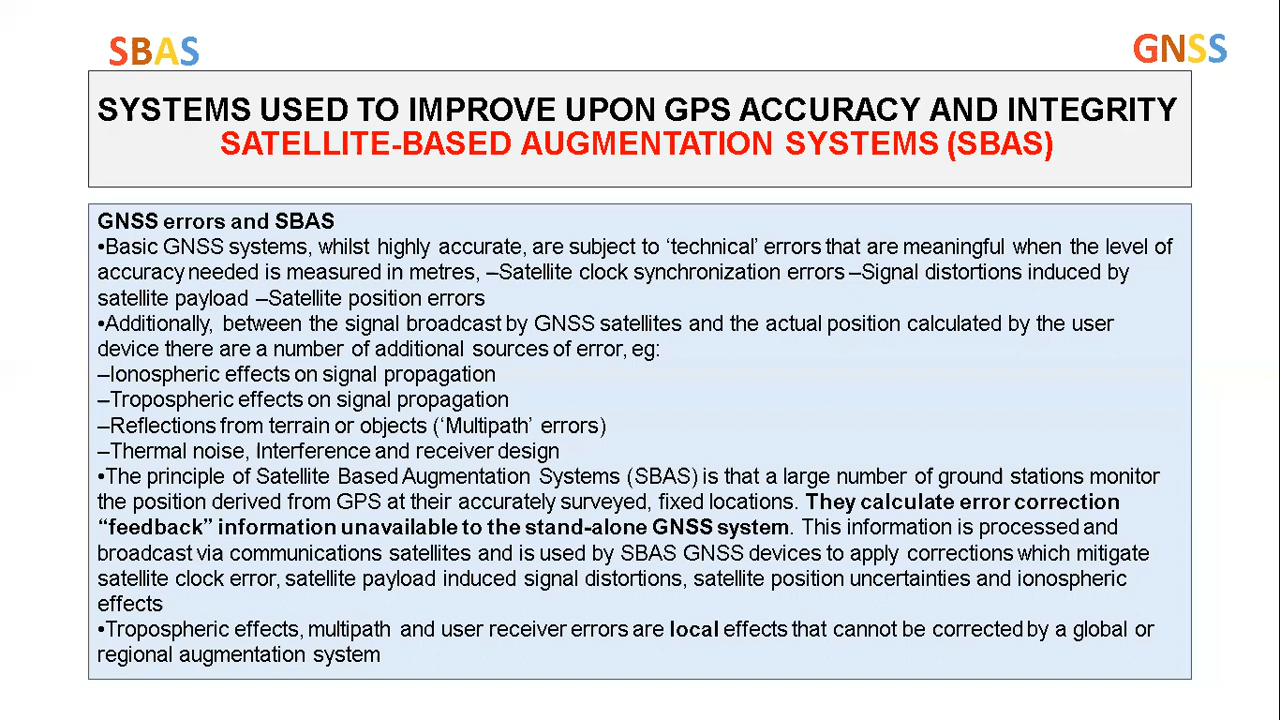 SBAS
GNSS
SYSTEMS USED TO IMPROVE UPON GPS ACCURACY AND INTEGRITY
SATELLITE-BASED AUGMENTATION SYSTEMS (SBAS)
GNSS errors and SBAS
•Basic GNSS systems, whilst highly accurate, are subject to ‘technical’ errors that are meaningful when the level of
accuracy needed is measured in metres, –Satellite clock synchronization errors –Signal distortions induced by
satellite payload –Satellite position errors
•Additionally, between the signal broadcast by GNSS satellites and the actual position calculated by the user
device there are a number of additional sources of error, eg:
–Ionospheric effects on signal propagation
–Tropospheric effects on signal propagation
–Reflections from terrain or objects (‘Multipath’ errors)
–Thermal noise, Interference and receiver design
•The principle of Satellite Based Augmentation Systems (SBAS) is that a large number of ground stations monitor
the position derived from GPS at their accurately surveyed, fixed locations. They calculate error correction
“feedback” information unavailable to the stand-alone GNSS system. This information is processed and
broadcast via communications satellites and is used by SBAS GNSS devices to apply corrections which mitigate
satellite clock error, satellite payload induced signal distortions, satellite position uncertainties and ionospheric
effects
•Tropospheric effects, multipath and user receiver errors are local effects that cannot be corrected by a global or
regional augmentation system